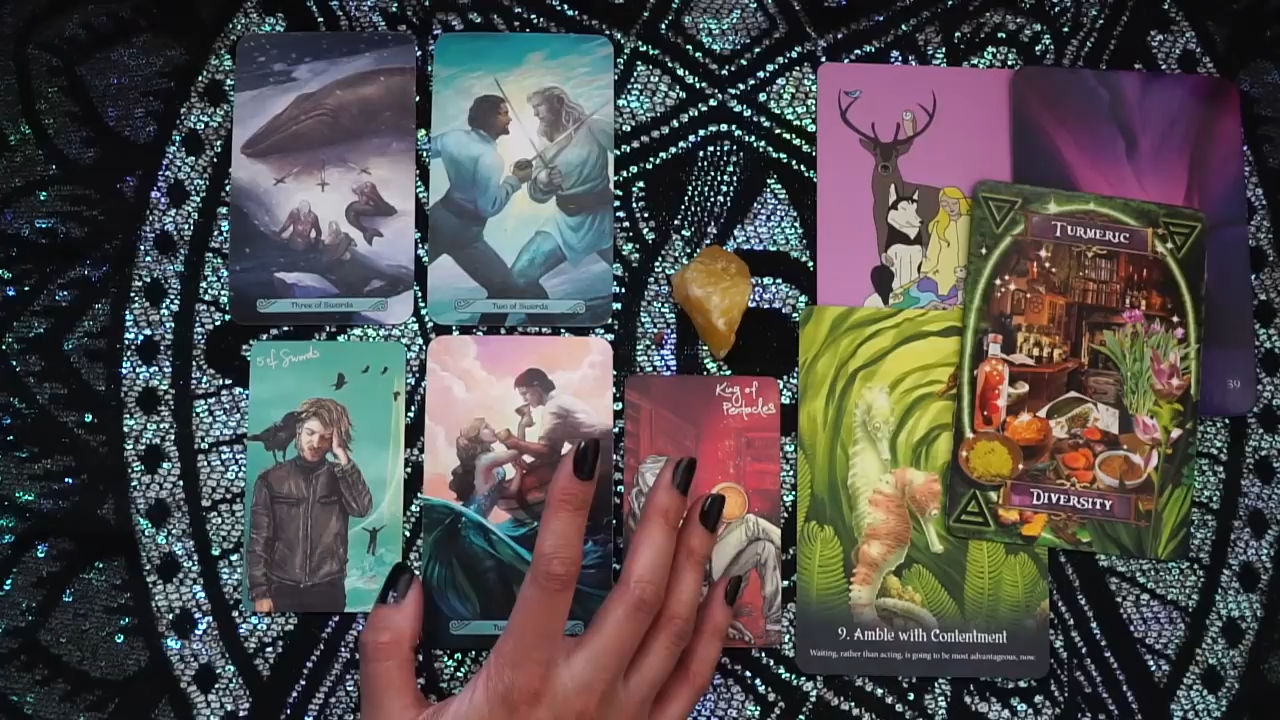 Three of Swords
Two of Swords
5 of Swords
King of
Pentacles
39
TURMERIC
DIVERSITY
9. Amble with Contentment
Waiting, rather than acting, is going to be most advantageous, now.